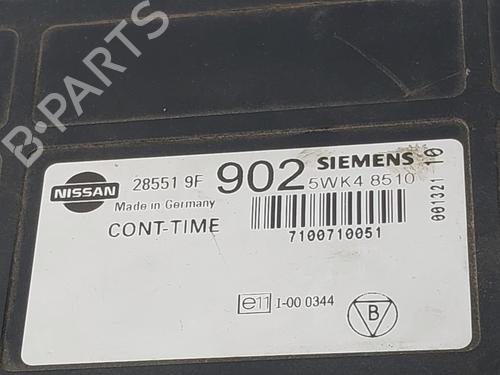 B-PARTS
NISSAN
28551 9F 902
SIEMENS
5WK4 8510
Made in Germany
CONT-TIME
7100710051
001321 10
e11 I-00 0344
B